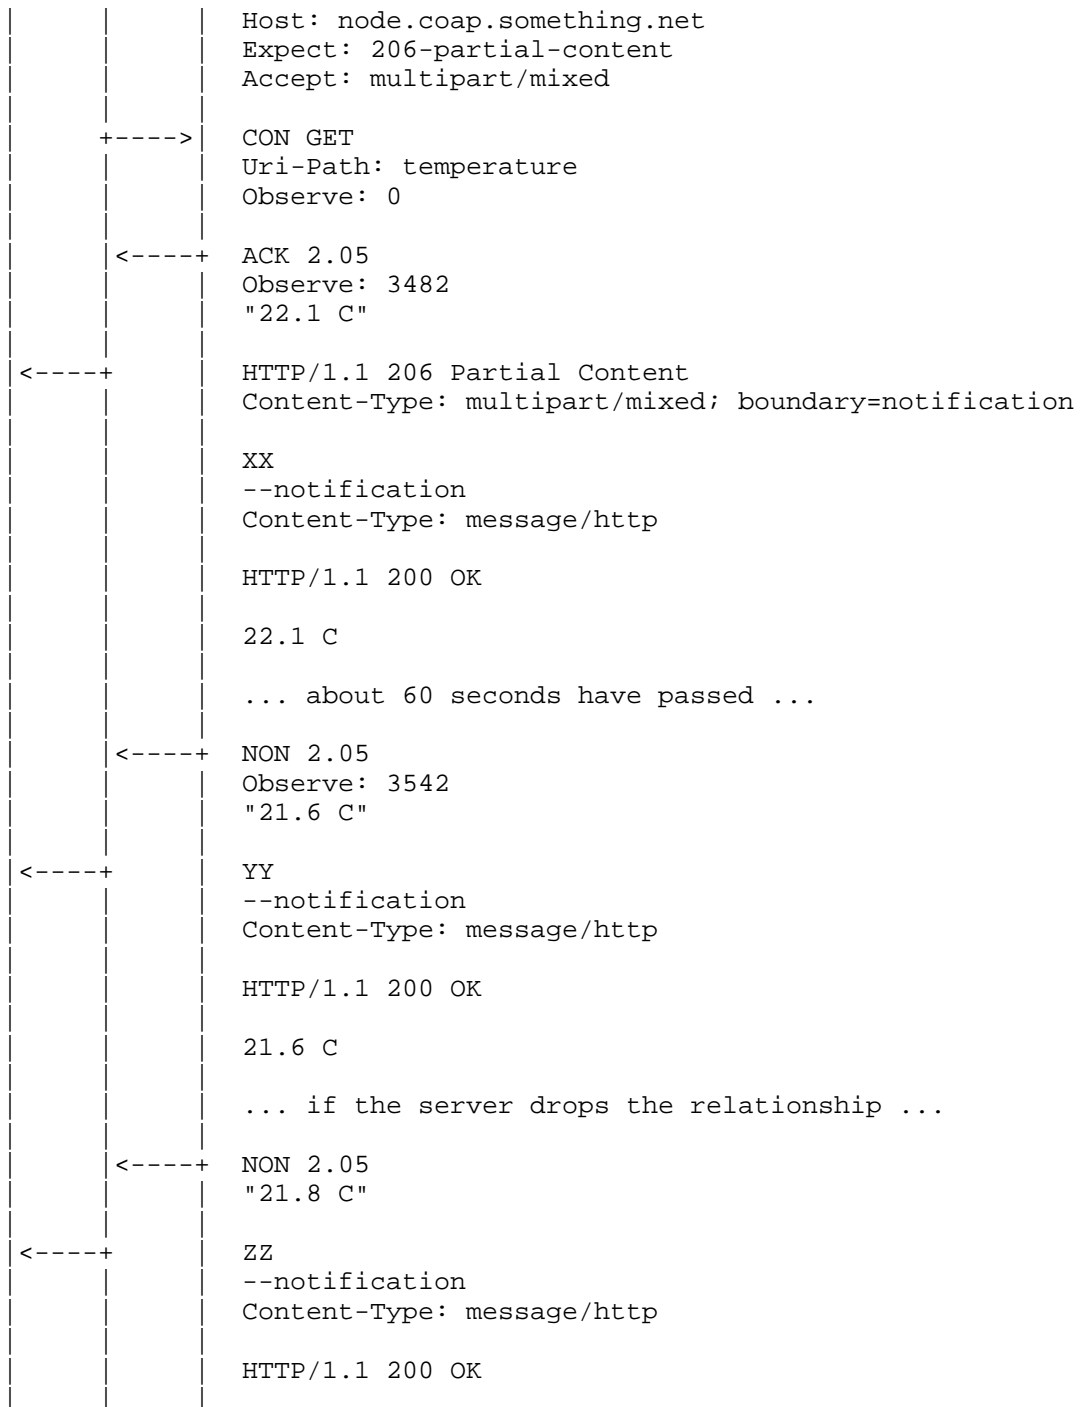 |      |     |  Host: node.coap.something.net
|      |     |  Expect: 206-partial-content
|      |     |  Accept: multipart/mixed
|      |     |
|      +---->|  CON GET
|      |     |  Uri-Path: temperature
|      |     |  Observe: 0
|      |     |
|      |<----+  ACK 2.05
|      |     |  Observe: 3482
|      |     |  "22.1 C"
|      |     |
|<----+      |  HTTP/1.1 206 Partial Content
|      |     |  Content-Type: multipart/mixed; boundary=notification
|      |     |
|      |     |  XX
|      |     |  --notification
|      |     |  Content-Type: message/http
|      |     |
|      |     |  HTTP/1.1 200 OK
|      |     |
|      |     |  22.1 C
|      |     |
|      |     |  ... about 60 seconds have passed ...
|      |     |
|      |<----+  NON 2.05
|      |     |  Observe: 3542
|      |     |  "21.6 C"
|      |     |
|<----+      |  YY
|      |     |  --notification
|      |     |  Content-Type: message/http
|      |     |
|      |     |  HTTP/1.1 200 OK
|      |     |
|      |     |  21.6 C
|      |     |
|      |     |  ... if the server drops the relationship ...
|      |     |
|      |<----+  NON 2.05
|      |     |  "21.8 C"
|      |     |
|<----+      |  ZZ
|      |     |  --notification
|      |     |  Content-Type: message/http
|      |     |
|      |     |  HTTP/1.1 200 OK
|      |     |